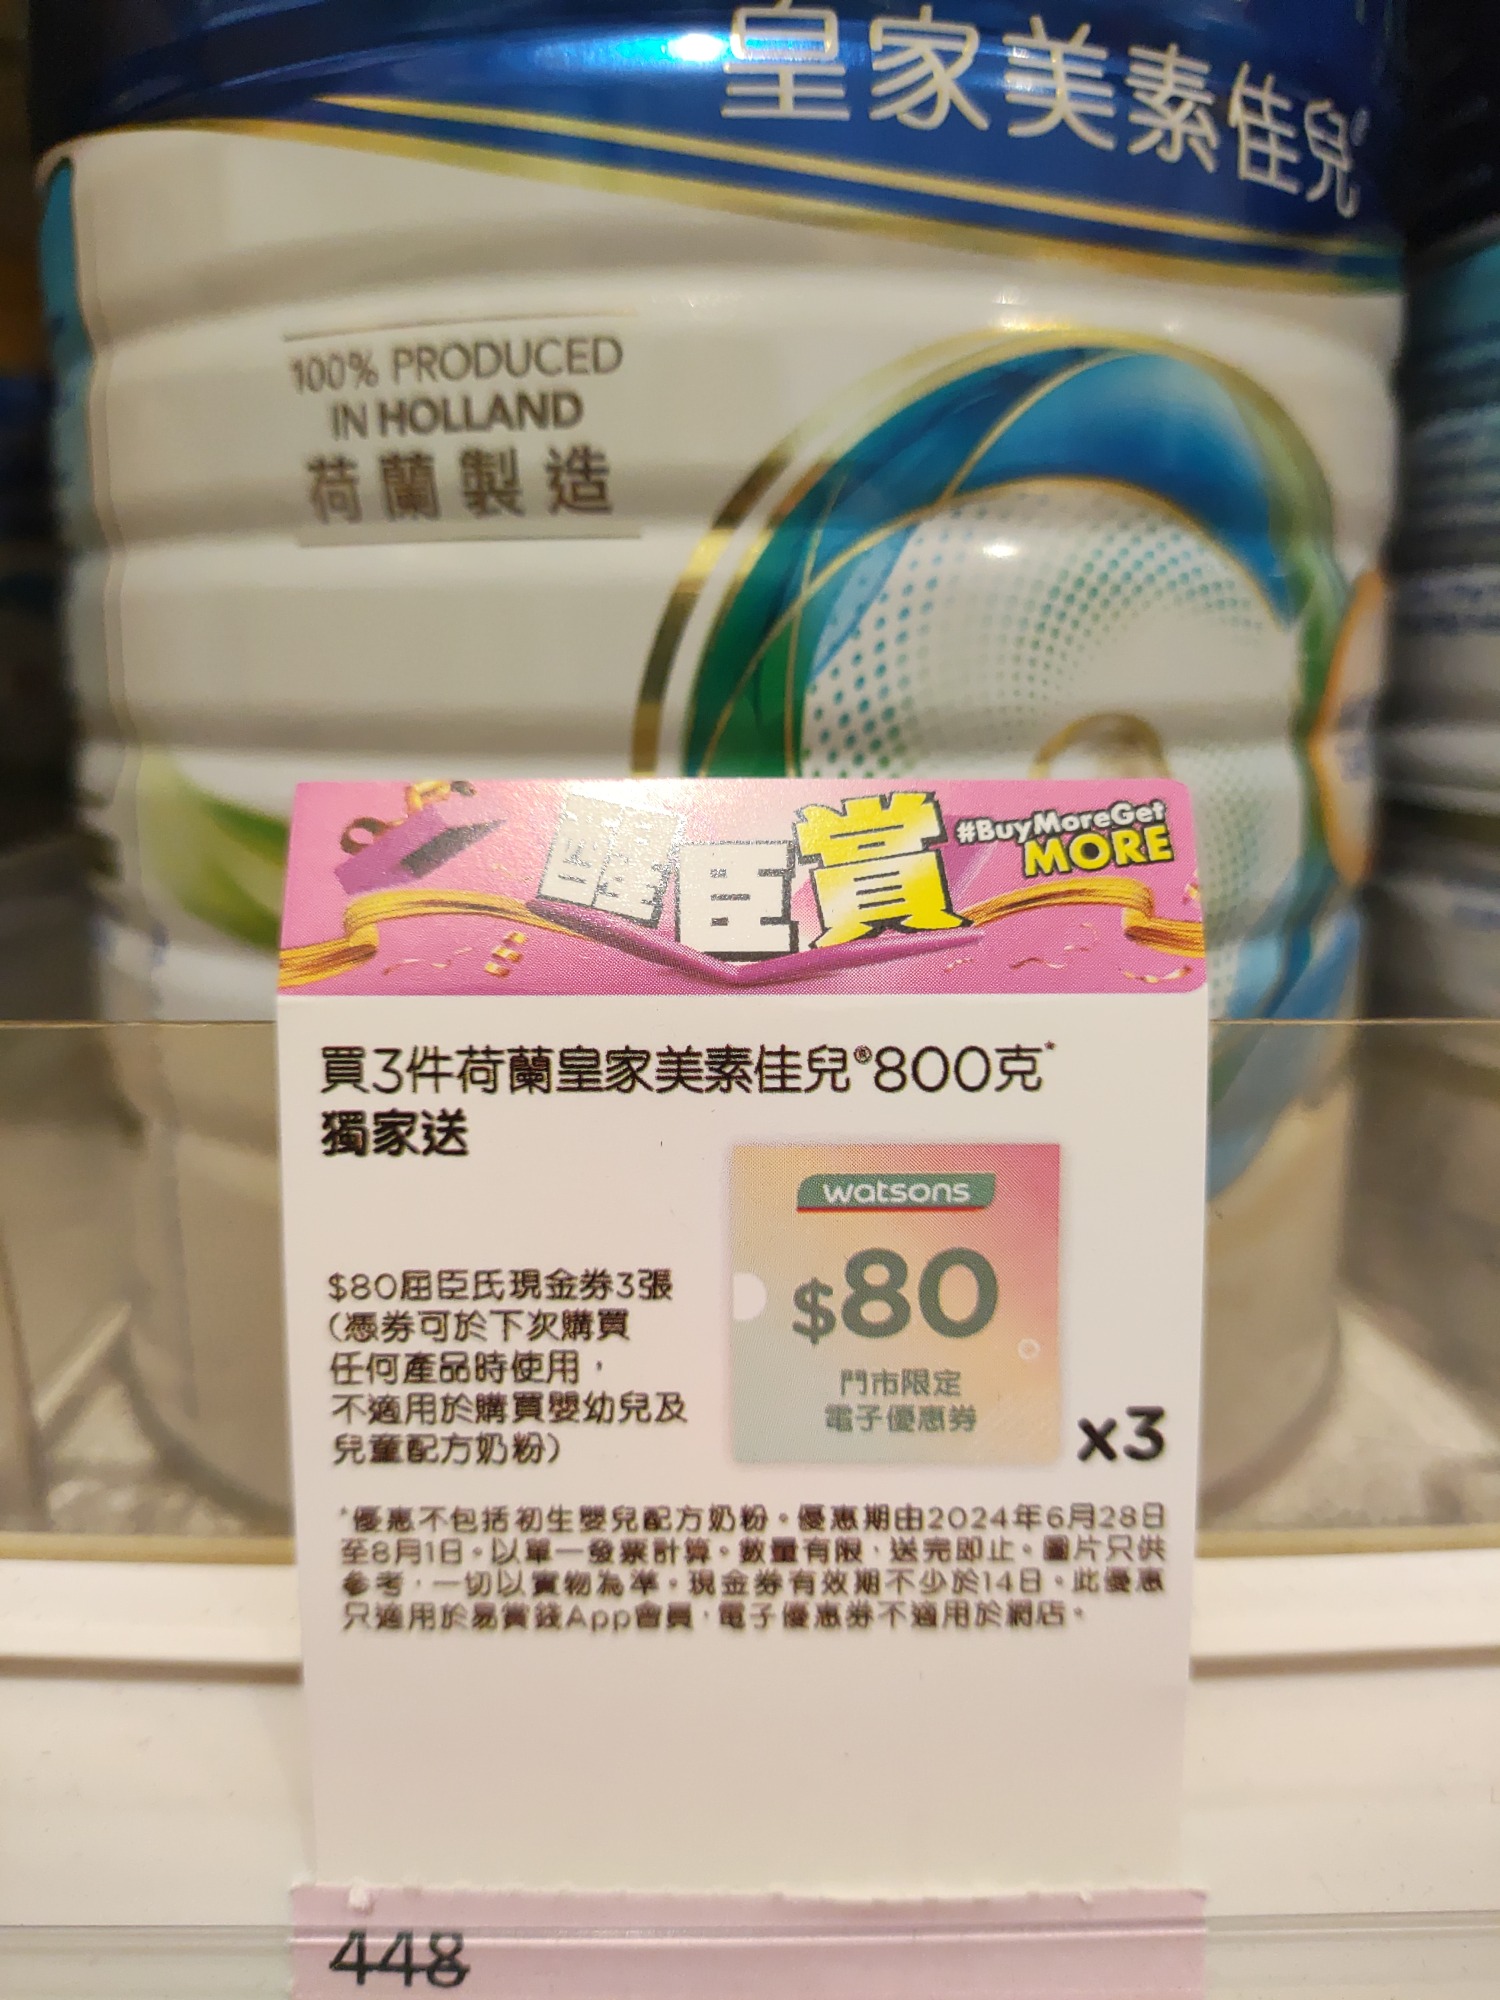 皇家美素佳兒®
100% PRODUCED
IN HOLLAND
荷蘭製造
屈臣賞
#BuyMoreGet
MORE
買3件荷蘭皇家美素佳兒®800克*
獨家送
watsons
$80
門市限定
電子優惠券
x3
$80屈臣氏現金券3張
(憑券可於下次購買
任何產品時使用，
不適用於購買嬰幼兒及
兒童配方奶粉)
*優惠不包括初生嬰兒配方奶粉。優惠期由2024年6月28日
至8月1日。以單一發票計算。數量有限，送完即止。圖片只供
參考，一切以實物為準。現金券有效期不少於14日。此優惠
只適用於易賞錢App會員，電子優惠券不適用於網店。
448